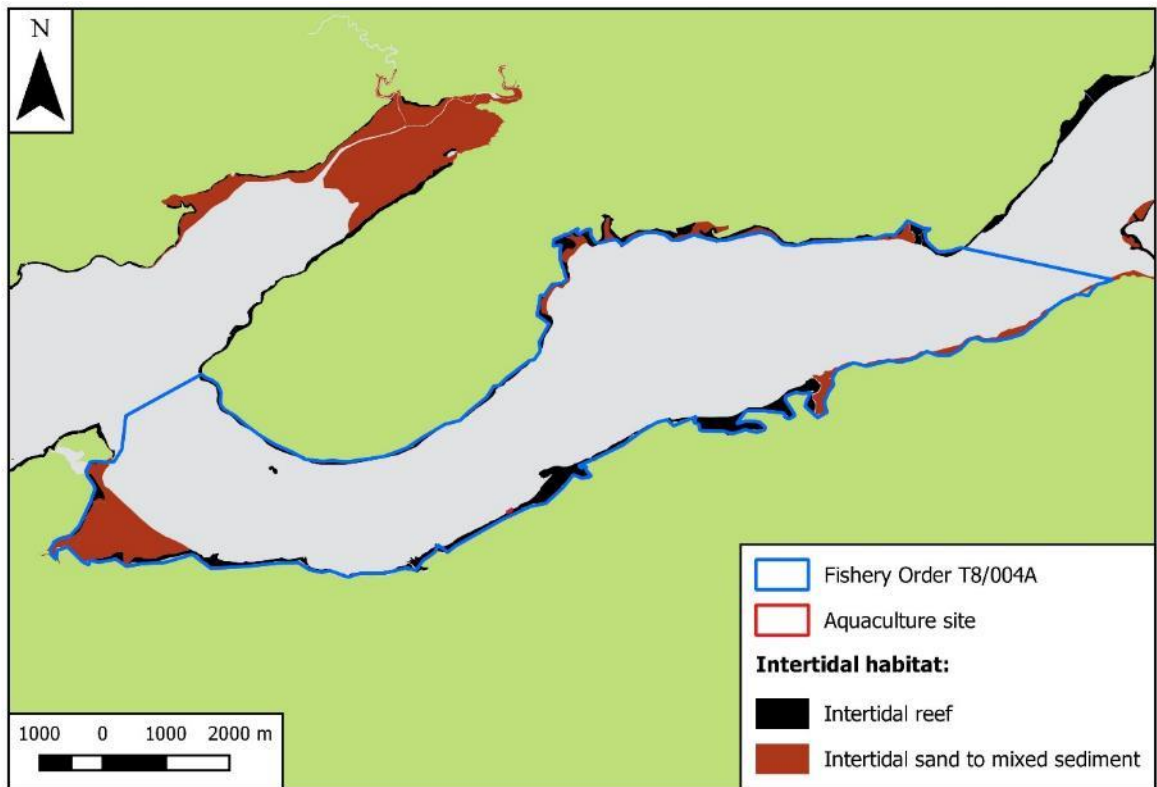 N
Fishery Order T8/004A
Aquaculture site
Intertidal habitat:
Intertidal reef
Intertidal sand to mixed sediment
1000 0 1000 2000 m